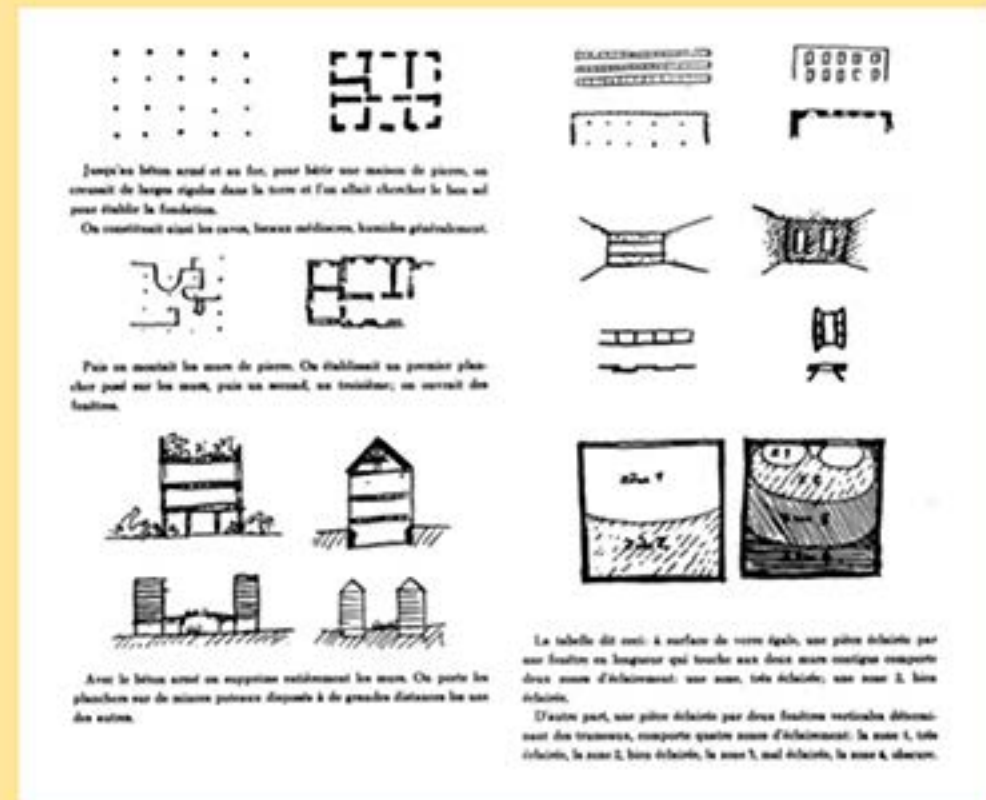 Jusqu'au béton armé et au fer, pour bâtir une maison de pierre, on
creusait de larges rigoles dans la terre et l'on allait chercher le bon sol
pour établir la fondation.
On constituait ainsi les caves, locaux médiocres, humides généralement.
Puis on montait les murs de pierre. On établissait un premier plan-
cher posé sur les murs, puis un second, un troisième; on ouvrait des
fenêtres.
Avec le béton armé on supprime entièrement les murs. On porte les
planchers sur de minces poteaux disposés à de grandes distances les uns
des autres.
zone 1
zone 2
La tabelle dit ceci: à surface de verre égale, une pièce éclairée par
une fenêtre en longueur qui touche aux deux murs contigus comporte
deux zones d'éclairement: une zone, très éclairée; une zone 2, bien
éclairée.
D'autre part, une pièce éclairée par deux fenêtres verticales détermi-
nant des trumeaux, comporte quatre zones d'éclairement: la zone 1, très
éclairée, la zone 2, bien éclairée, la zone 3, mal éclairée, la zone 4, obscure.